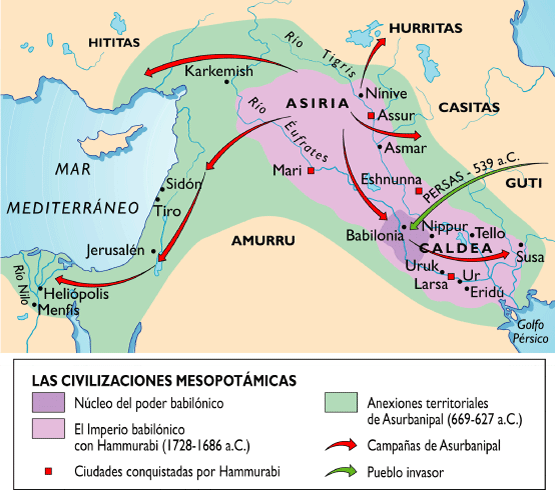 HITITAS
HURRITAS
Río Tigris
Karkemish
Nínive
ASIRIA
Río Éufrates
Assur
CASITAS
Asmar
MAR
MEDITERRÁNEO
Mari
Eshnunna
PERSAS - 539 a.C.
GUTI
Sidón
Tiro
Babilonia
Nippur
Tello
AMURRU
CALDEA
Susa
Jerusalén
Uruk
Ur
Larsa
Eridú
Río Nilo
Heliópolis
Menfis
Golfo
Pérsico
LAS CIVILIZACIONES MESOPOTÁMICAS
Núcleo del poder babilónico
El Imperio babilónico
con Hammurabi (1728-1686 a.C.)
Ciudades conquistadas por Hammurabi
Anexiones territoriales
de Asurbanipal (669-627 a.C.)
Campañas de Asurbanipal
Pueblo invasor